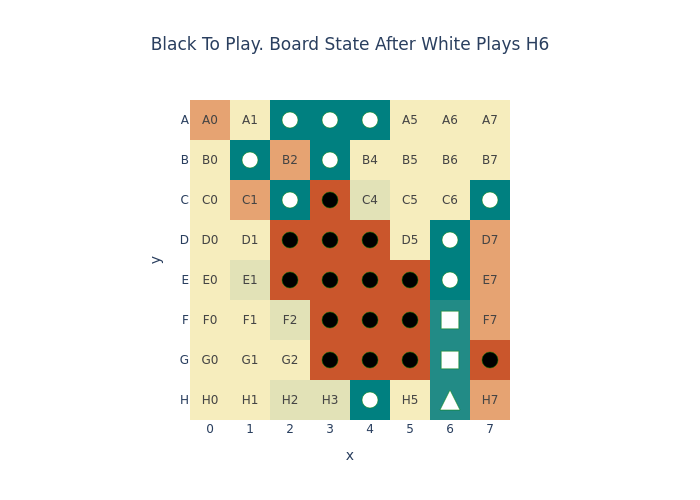 Black To Play. Board State After White Plays H6
A A0 A1 A5 A6 A7
B B0 B2 B4 B5 B6 B7
C C0 C1 C4 C5 C6
D D0 D1 D5 D7
E E0 E1 E7
F F0 F1 F2 F7
G G0 G1 G2
H H0 H1 H2 H3 H5 H7
0 1 2 3 4 5 6 7
x
y